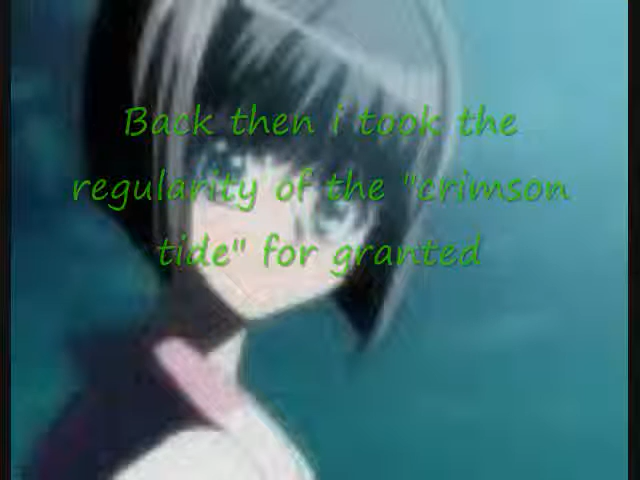 Back then i took the
regularity of the "crimson
tide" for granted